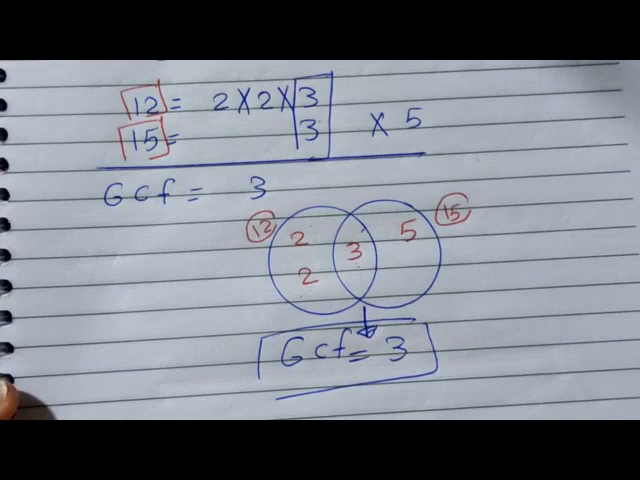 12 = 2 X 2 X 3
15 = 3 X 5
Gcf = 3
12 15
2 3 5
2
Gcf = 3